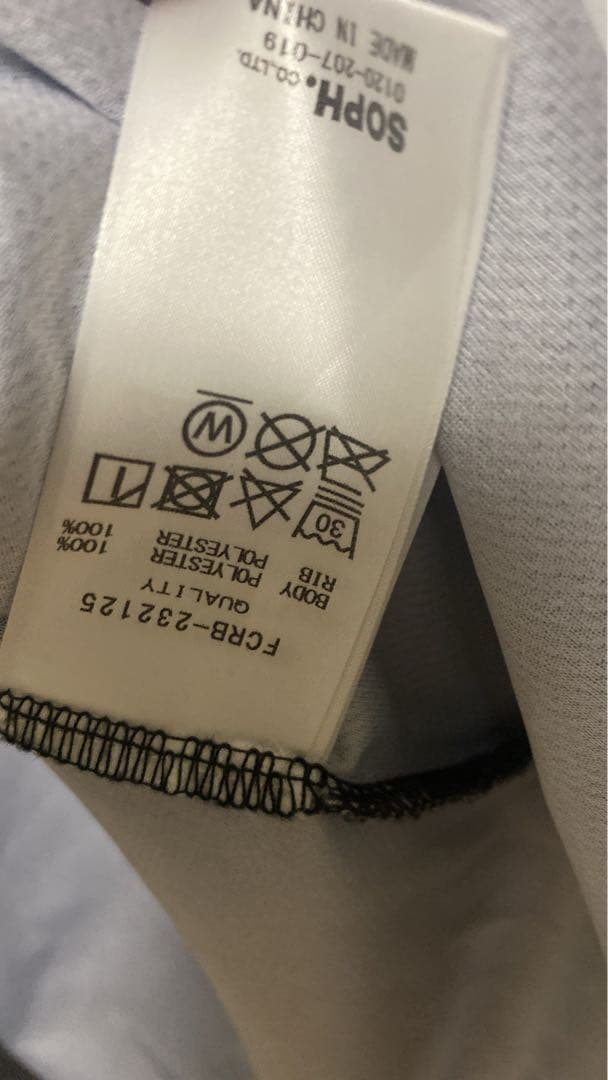 FCRB-232125
QUALITY
BODY POLYESTER 100%
RIB POLYESTER 100%
30
W
SOPH.CO.,LTD.
0120-207-019
MADE IN CHINA